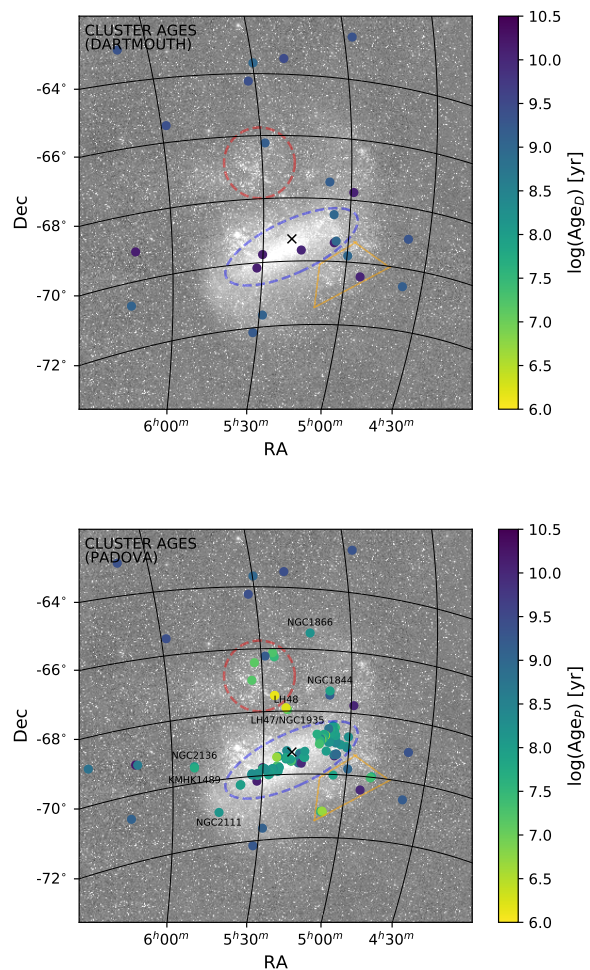 CLUSTER AGES
(DARTMOUTH)
-64°
-66°
-68°
-70°
-72°
Dec
6ʰ00ᵐ
5ʰ30ᵐ
5ʰ00ᵐ
4ʰ30ᵐ
RA
10.5
10.0
9.5
9.0
8.5
8.0
7.5
7.0
6.5
6.0
log(Age_D) [yr]
CLUSTER AGES
(PADOVA)
NGC1866
NGC1844
LH48
LH47/NGC1935
NGC2136
KMHK1489
NGC2111
-64°
-66°
-68°
-70°
-72°
Dec
6ʰ00ᵐ
5ʰ30ᵐ
5ʰ00ᵐ
4ʰ30ᵐ
RA
10.5
10.0
9.5
9.0
8.5
8.0
7.5
7.0
6.5
6.0
log(Age_P) [yr]